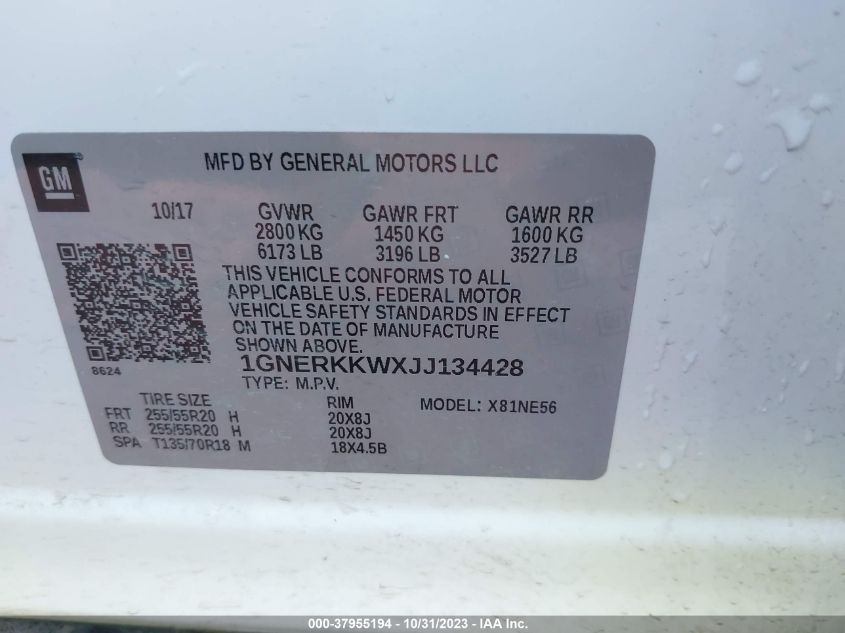 GM
MFD BY GENERAL MOTORS LLC
10/17 GVWR GAWR FRT GAWR RR
2800 KG 1450 KG 1600 KG
6173 LB 3196 LB 3527 LB
THIS VEHICLE CONFORMS TO ALL
APPLICABLE U.S. FEDERAL MOTOR
VEHICLE SAFETY STANDARDS IN EFFECT
ON THE DATE OF MANUFACTURE
SHOWN ABOVE.
8624
1GNERKKWXJJ134428
TYPE: M.P.V.
TIRE SIZE RIM MODEL: X81NE56
FRT 255/55R20 H 20X8J
RR 255/55R20 H 20X8J
SPA T135/70R18 M 18X4.5B
000-37955194 - 10/31/2023 - IAA Inc.